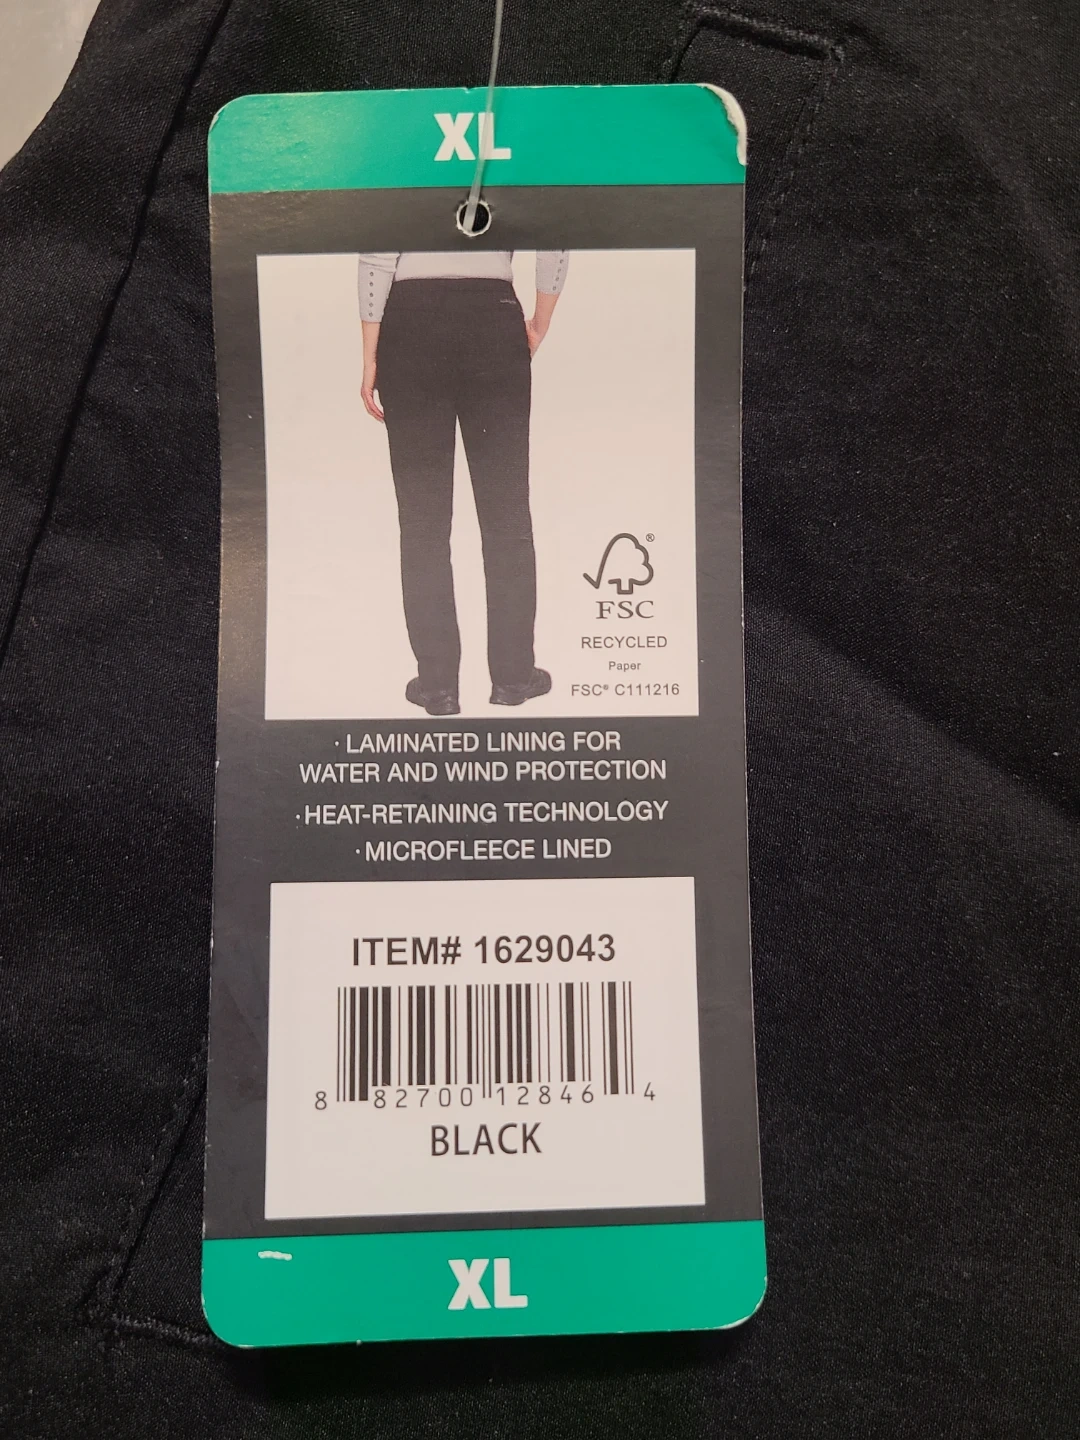 XL
®
FSC
RECYCLED
Paper
FSC® C111216
· LAMINATED LINING FOR
WATER AND WIND PROTECTION
· HEAT-RETAINING TECHNOLOGY
· MICROFLEECE LINED
ITEM# 1629043
8 82700 12846 4
BLACK
XL